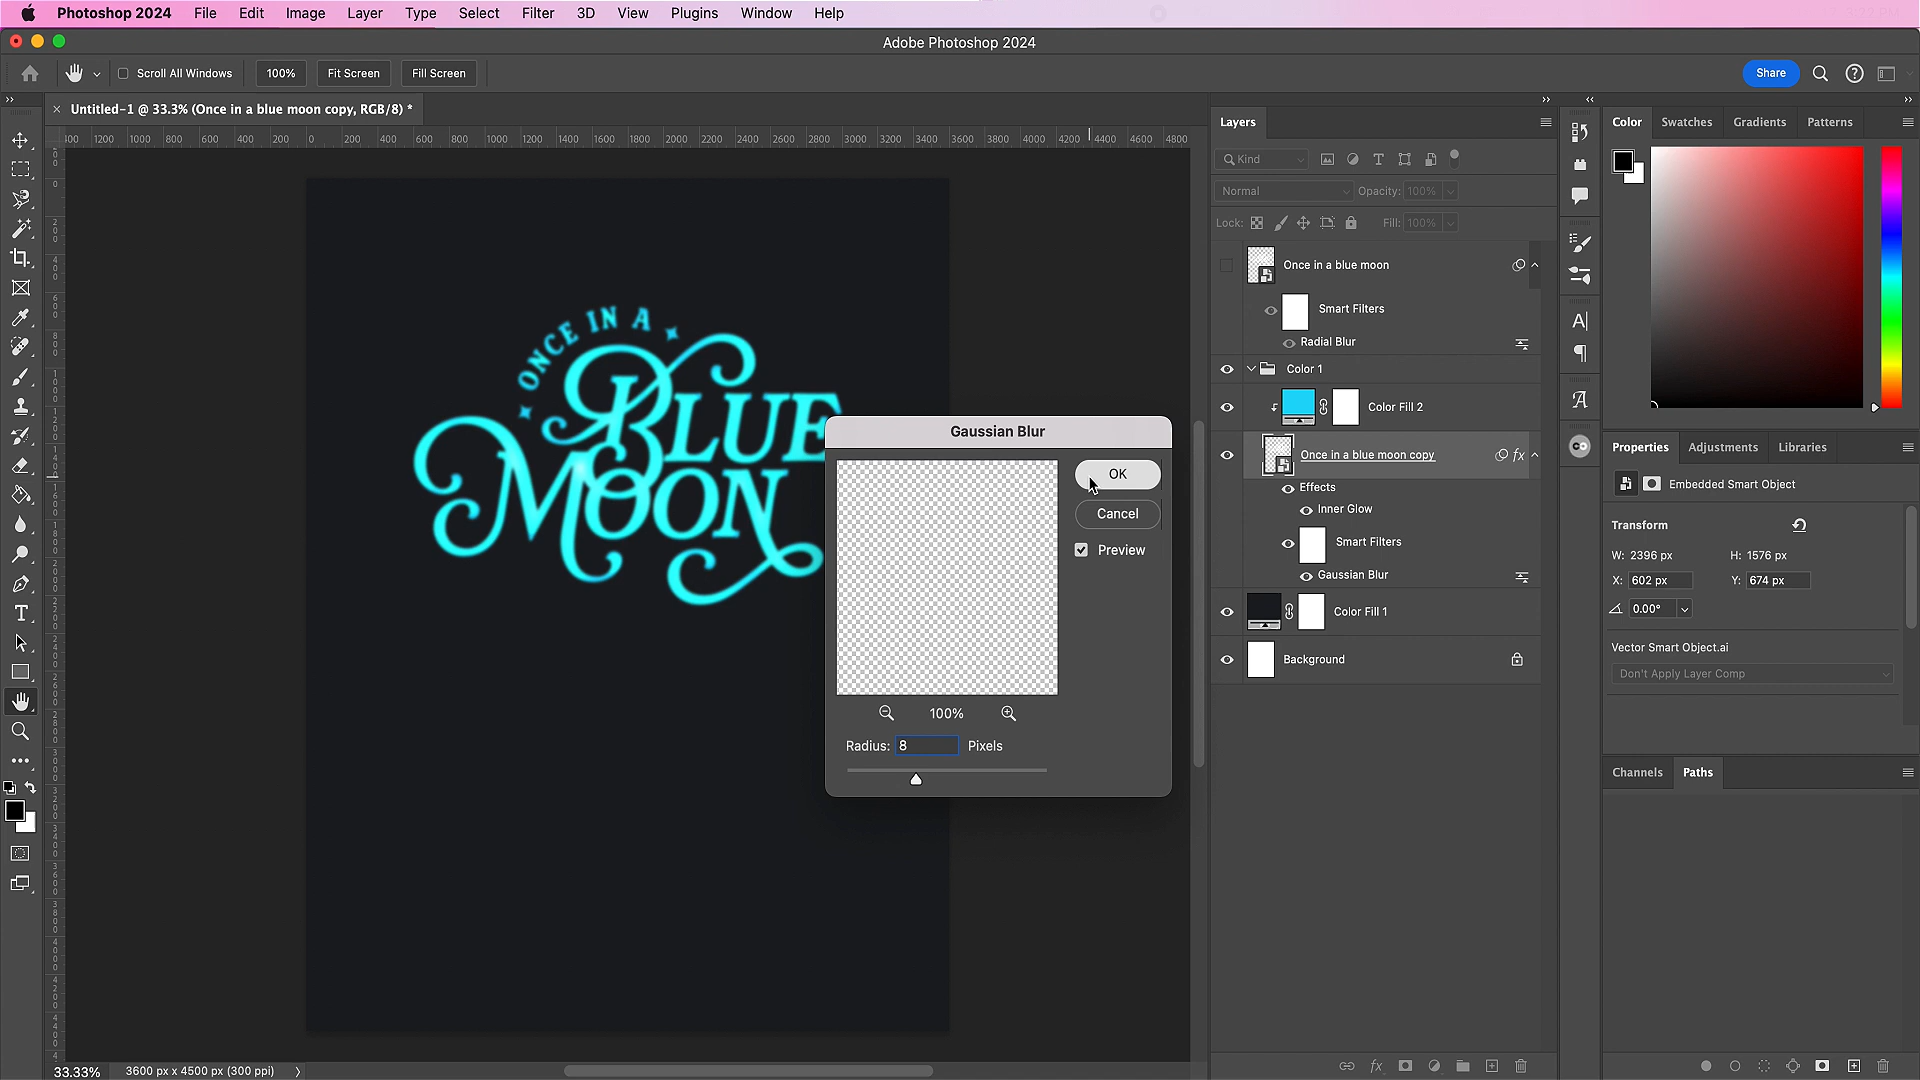 Photoshop 2024 File Edit Image Layer Type Select Filter 3D View Plugins Window Help
Adobe Photoshop 2024
Scroll All Windows 100% Fit Screen Fill Screen Share
Untitled-1 @ 33.3% (Once in a blue moon copy, RGB/8) *
1200 1000 800 600 400 200 0 200 400 600 800 1000 1200 1400 1600 1800 2000 2200 2400 2600 2800 3000 3200 3400 3600 3800 4000 4200 4400 4600 4800
ONCE IN A
BLUE
MOON
Gaussian Blur
OK
Cancel
Preview
100%
Radius: 8 Pixels
33.33% 3600 px x 4500 px (300 ppi)
Layers
Kind
Normal Opacity: 100%
Lock: Fill: 100%
Once in a blue moon
Smart Filters
Radial Blur
Color 1
Color Fill 2
Once in a blue moon copy fx
Effects
Inner Glow
Smart Filters
Gaussian Blur
Color Fill 1
Background
fx
Color Swatches Gradients Patterns
Properties Adjustments Libraries
Embedded Smart Object
Transform
W: 2396 px H: 1576 px
X: 602 px Y: 674 px
0.00°
Vector Smart Object.ai
Don't Apply Layer Comp
Channels Paths